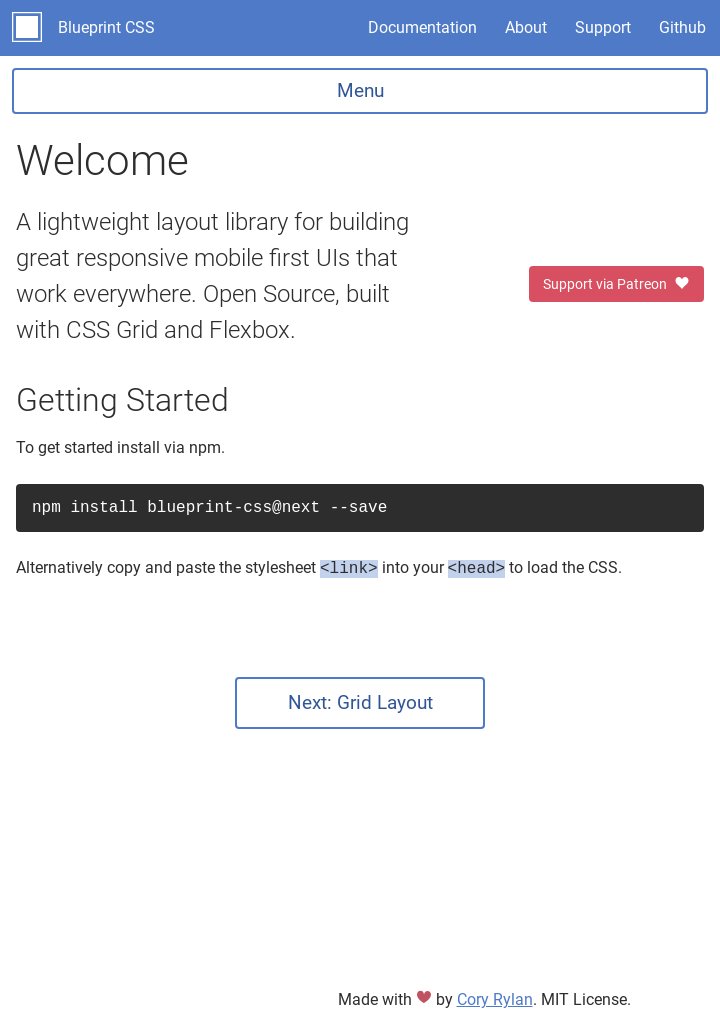 Blueprint CSS Documentation About Support Github
Menu
Welcome
A lightweight layout library for building
great responsive mobile first UIs that
work everywhere. Open Source, built
with CSS Grid and Flexbox.
Support via Patreon
Getting Started
To get started install via npm.
npm install blueprint-css@next --save
Alternatively copy and paste the stylesheet <link> into your <head> to load the CSS.
Next: Grid Layout
Made with ♥ by Cory Rylan. MIT License.